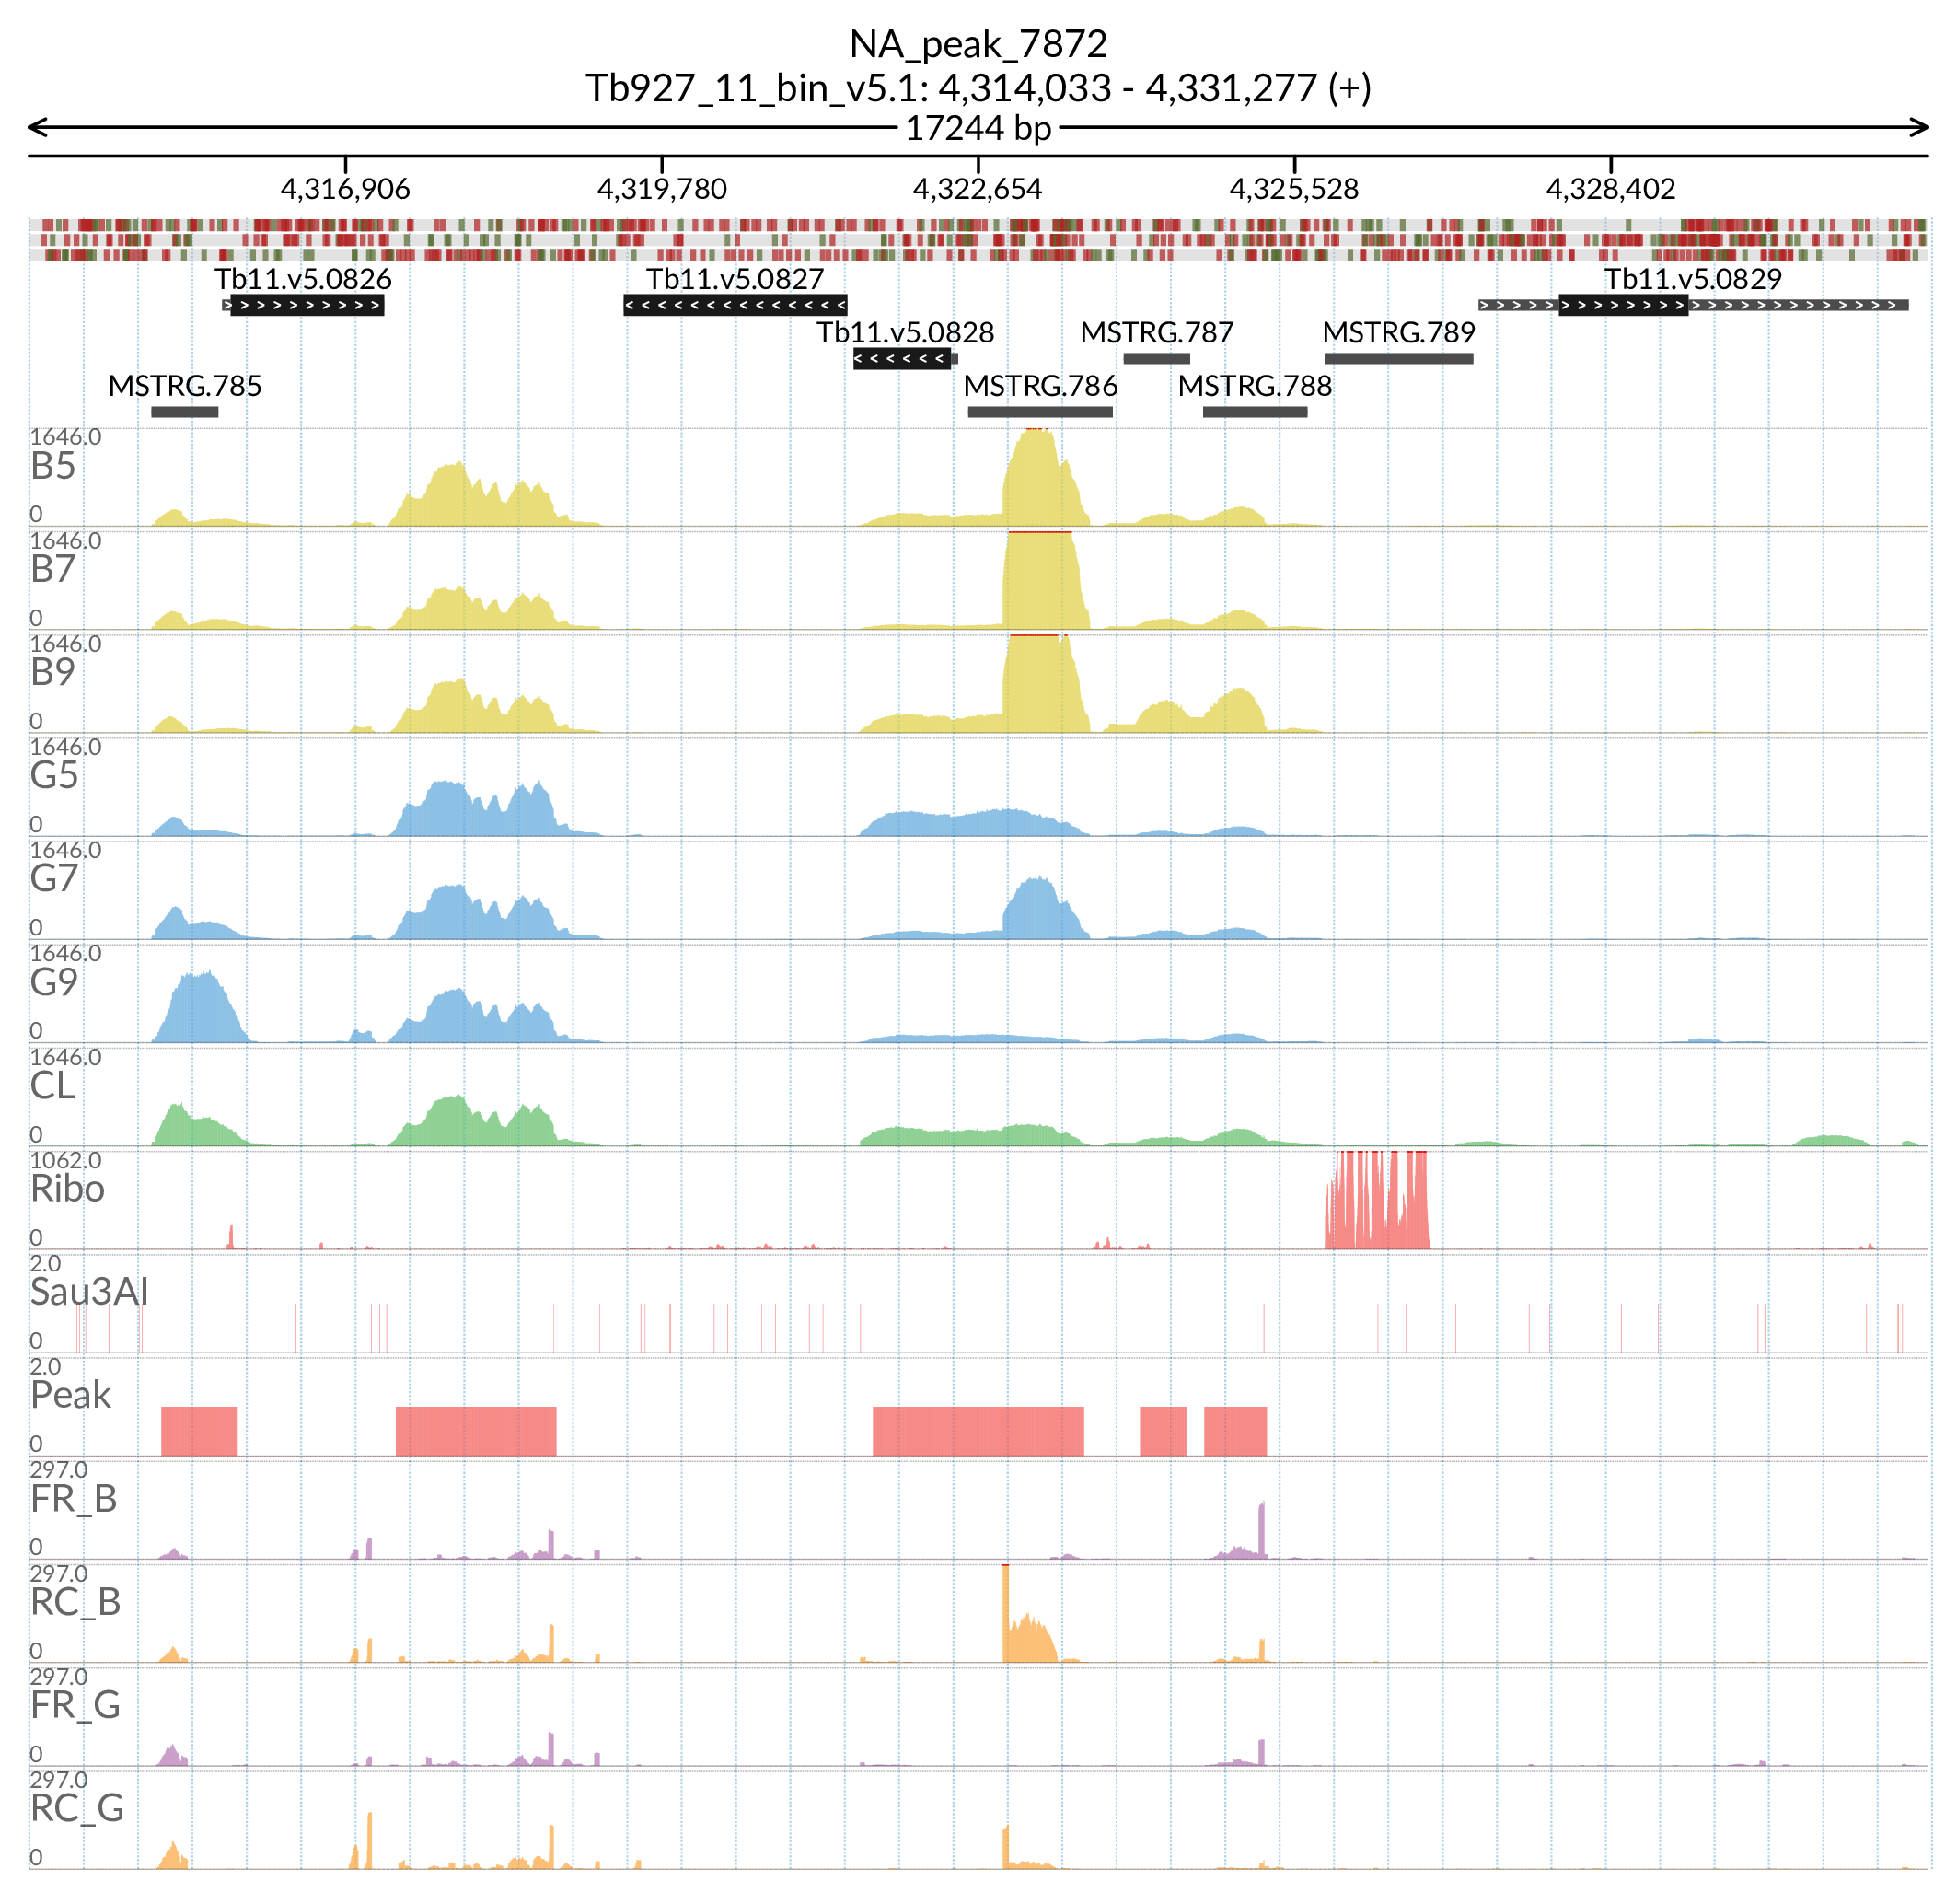 NA_peak_7872
Tb927_11_bin_v5.1: 4,314,033 - 4,331,277 (+)
17244 bp
4,316,906 4,319,780 4,322,654 4,325,528 4,328,402
Tb11.v5.0826 Tb11.v5.0827 Tb11.v5.0829
Tb11.v5.0828 MSTRG.787 MSTRG.789
MSTRG.785 MSTRG.786 MSTRG.788
1646.0
B5
0
1646.0
B7
0
1646.0
B9
0
1646.0
G5
0
1646.0
G7
0
1646.0
G9
0
1646.0
CL
0
1062.0
Ribo
0
2.0
Sau3AI
0
2.0
Peak
0
297.0
FR_B
0
297.0
RC_B
0
297.0
FR_G
0
297.0
RC_G
0